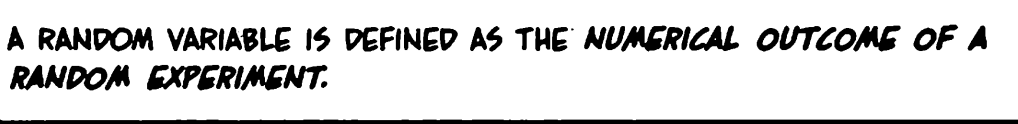 A RANDOM VARIABLE IS DEFINED AS THE NUMERICAL OUTCOME OF A
RANDOM EXPERIMENT.